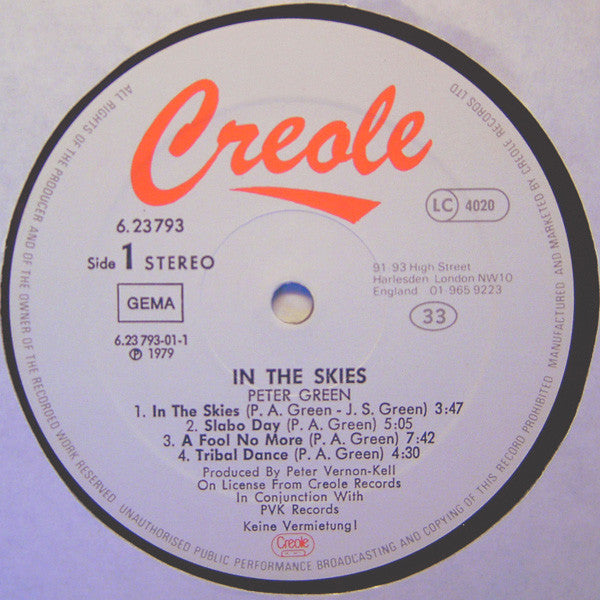 Creole
6.23793
Side 1 STEREO
GEMA
6.23 793-01-1
Ⓟ 1979
LC 4020
91-93 High Street
Harlesden London NW10
England 01-965 9223
33
IN THE SKIES
PETER GREEN
1. In The Skies (P. A. Green - J. S. Green) 3:47
2. Slabo Day (P. A. Green) 5:05
3. A Fool No More (P. A. Green) 7:42
4. Tribal Dance (P. A. Green) 4:30
Produced By Peter Vernon-Kell
On License From Creole Records
In Conjunction With
PVK Records
Keine Vermietung!
Creole
ALL RIGHTS OF THE PRODUCER AND OF THE OWNER OF THE RECORDED WORK RESERVED. UNAUTHORISED PUBLIC PERFORMANCE BROADCASTING AND COPYING OF THIS RECORD PROHIBITED
MANUFACTURED AND MARKETED BY CREOLE RECORDS LTD